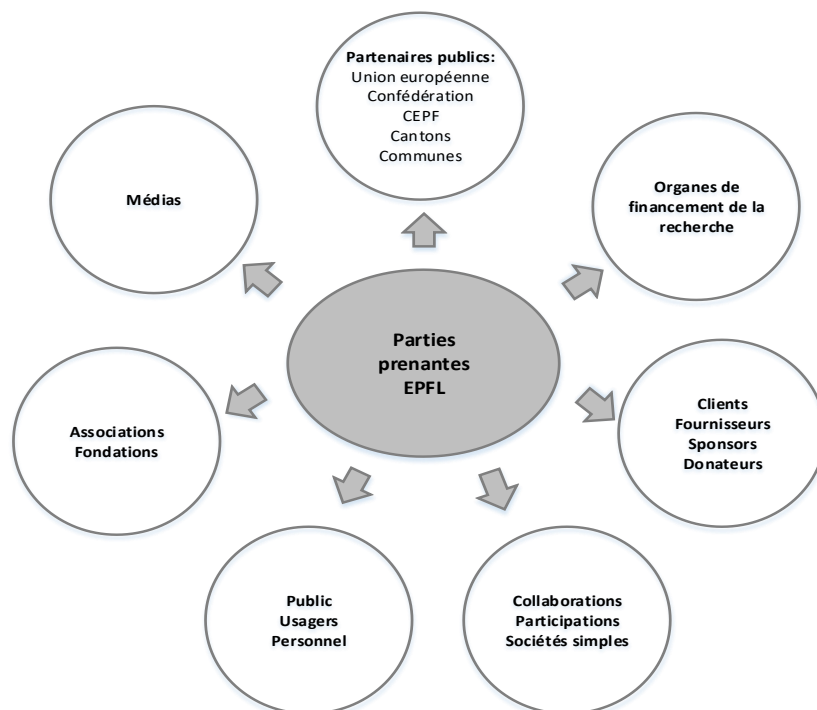 Partenaires publics:
Union européenne
Confédération
CEPF
Cantons
Communes
Médias
Organes de
financement de la
recherche
Parties
prenantes
EPFL
Clients
Fournisseurs
Sponsors
Donateurs
Associations
Fondations
Public
Usagers
Personnel
Collaborations
Participations
Sociétés simples